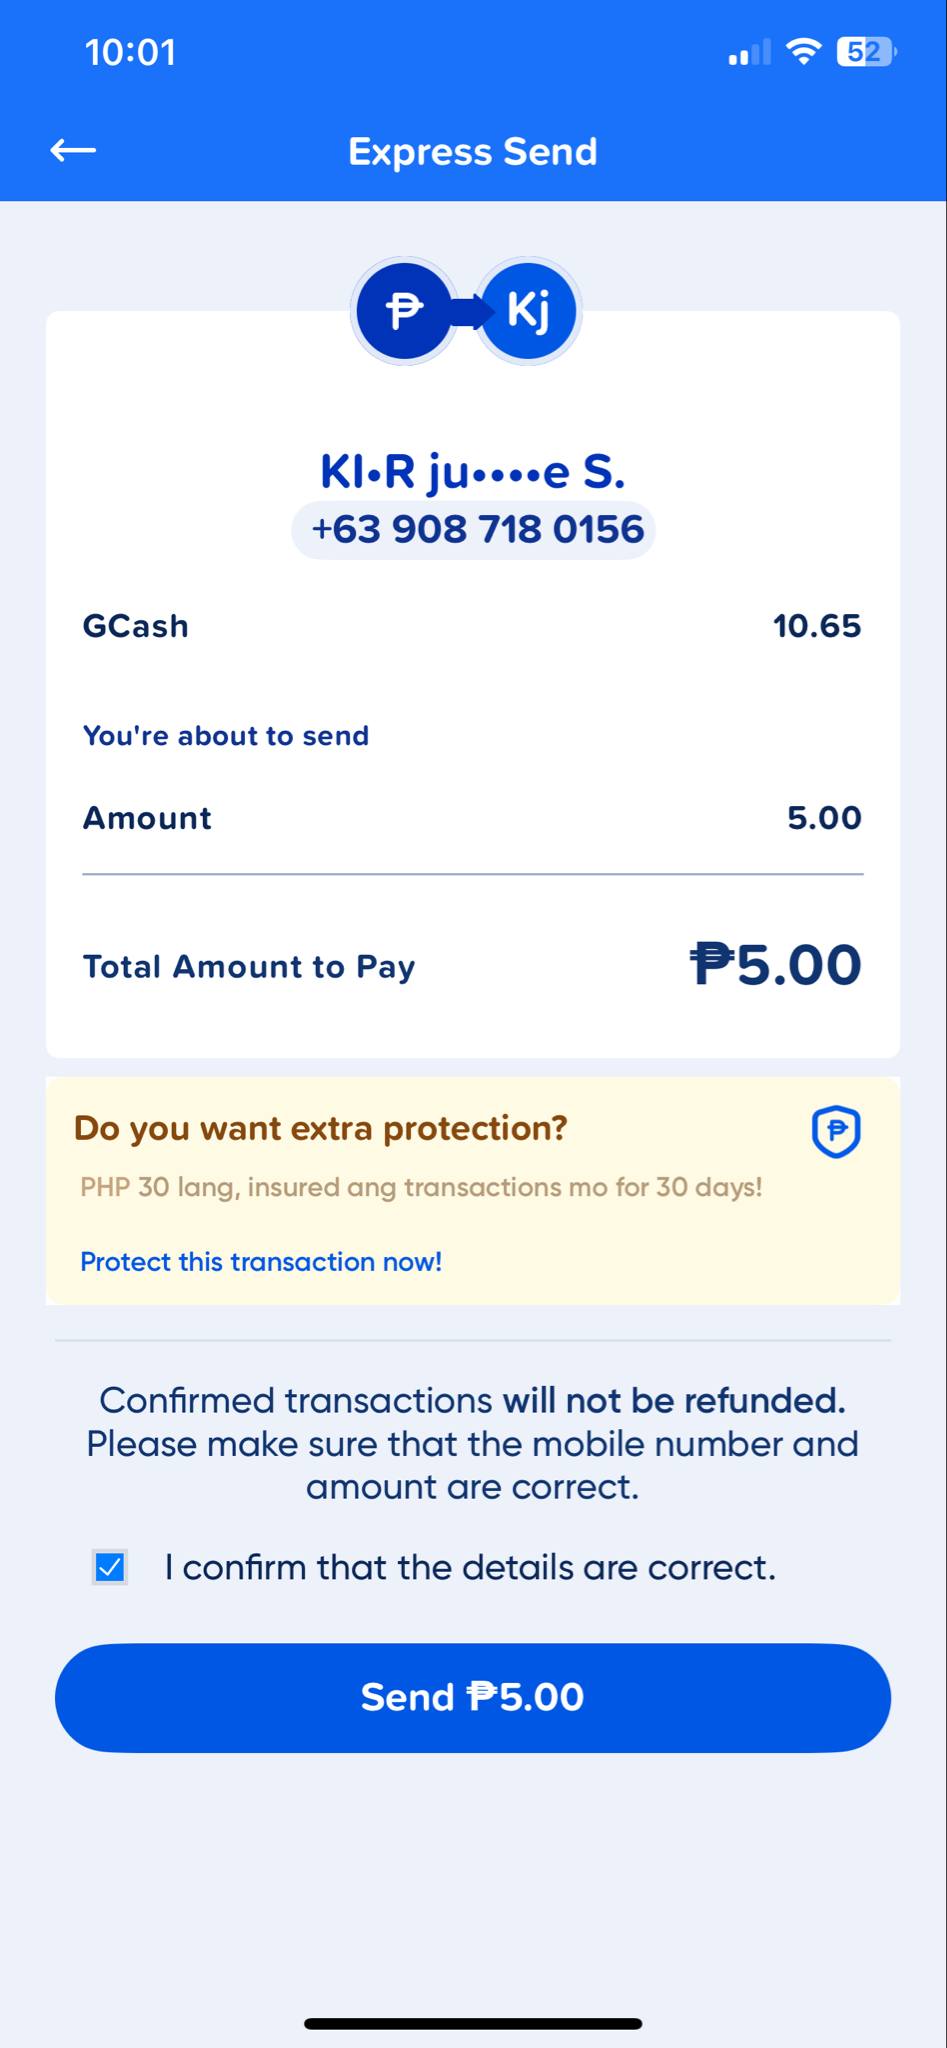 10:01
52
Express Send
₱ Kj
Kl•R ju••••e S.
+63 908 718 0156
GCash 10.65
You're about to send
Amount 5.00
Total Amount to Pay ₱5.00
Do you want extra protection?
PHP 30 lang, insured ang transactions mo for 30 days!
Protect this transaction now!
Confirmed transactions will not be refunded.
Please make sure that the mobile number and
amount are correct.
I confirm that the details are correct.
Send ₱5.00